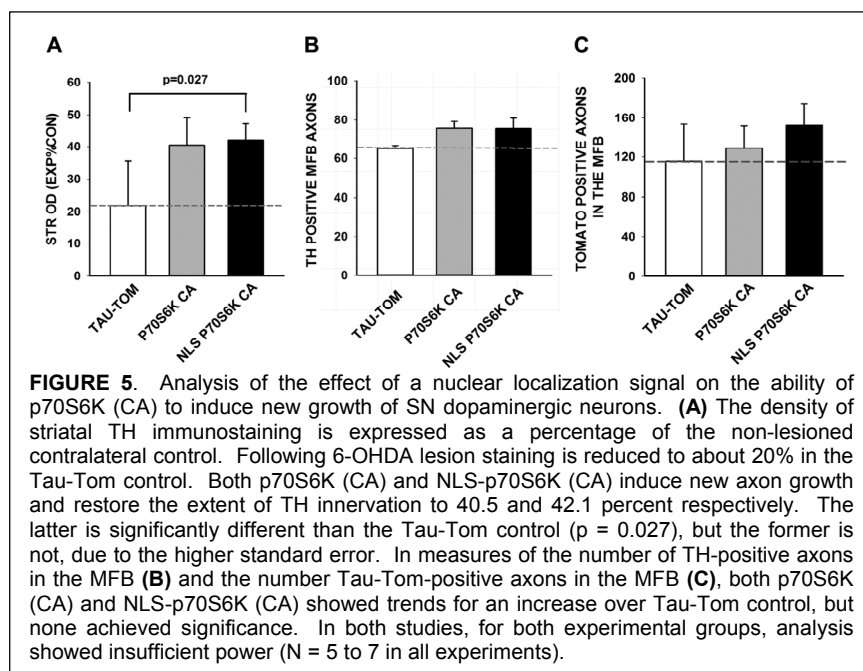 A
B
C
p=0.027
60
50
40
30
20
10
0
STR OD (EXP%CON)
TAU-TOM
P70S6K CA
NLS P70S6K CA
100
80
60
40
20
0
TH POSITIVE MFB AXONS
TAU-TOM
P70S6K CA
NLS P70S6K CA
200
160
120
80
40
0
TOMATO POSITIVE AXONS
IN THE MFB
TAU-TOM
P70S6K CA
NLS P70S6K CA
FIGURE 5. Analysis of the effect of a nuclear localization signal on the ability of
p70S6K (CA) to induce new growth of SN dopaminergic neurons. (A) The density of
striatal TH immunostaining is expressed as a percentage of the non-lesioned
contralateral control. Following 6-OHDA lesion staining is reduced to about 20% in the
Tau-Tom control. Both p70S6K (CA) and NLS-p70S6K (CA) induce new axon growth
and restore the extent of TH innervation to 40.5 and 42.1 percent respectively. The
latter is significantly different than the Tau-Tom control (p = 0.027), but the former is
not, due to the higher standard error. In measures of the number of TH-positive axons
in the MFB (B) and the number Tau-Tom-positive axons in the MFB (C), both p70S6K
(CA) and NLS-p70S6K (CA) showed trends for an increase over Tau-Tom control, but
none achieved significance. In both studies, for both experimental groups, analysis
showed insufficient power (N = 5 to 7 in all experiments).